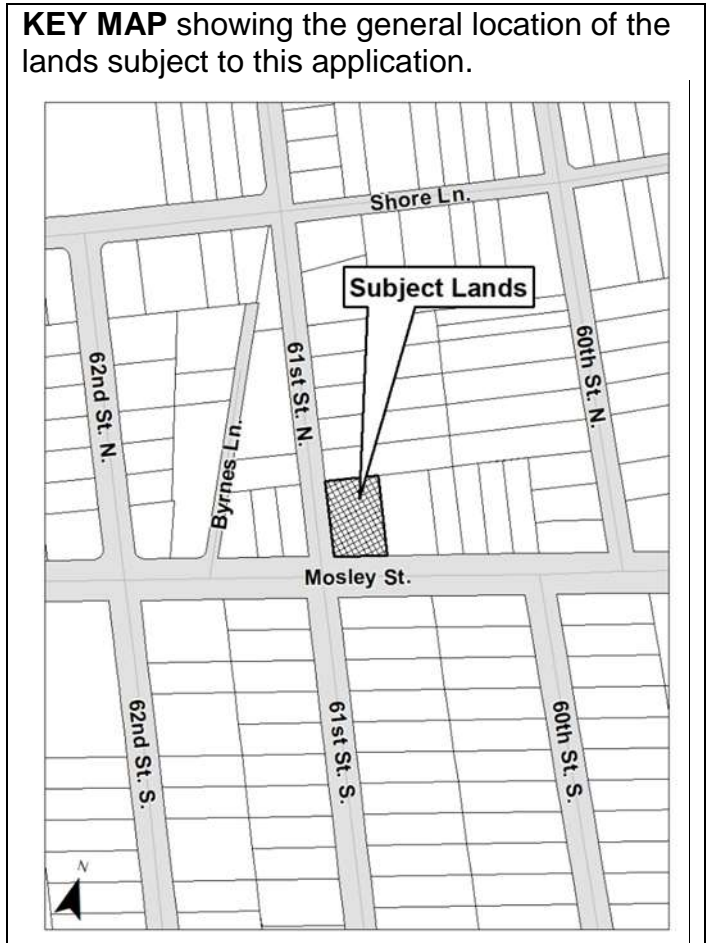 KEY MAP showing the general location of the
lands subject to this application.
Shore Ln.
Subject Lands
62nd St. N.
61st St. N.
60th St. N.
Byrnes Ln.
Mosley St.
62nd St. S.
61st St. S.
60th St. S.
N